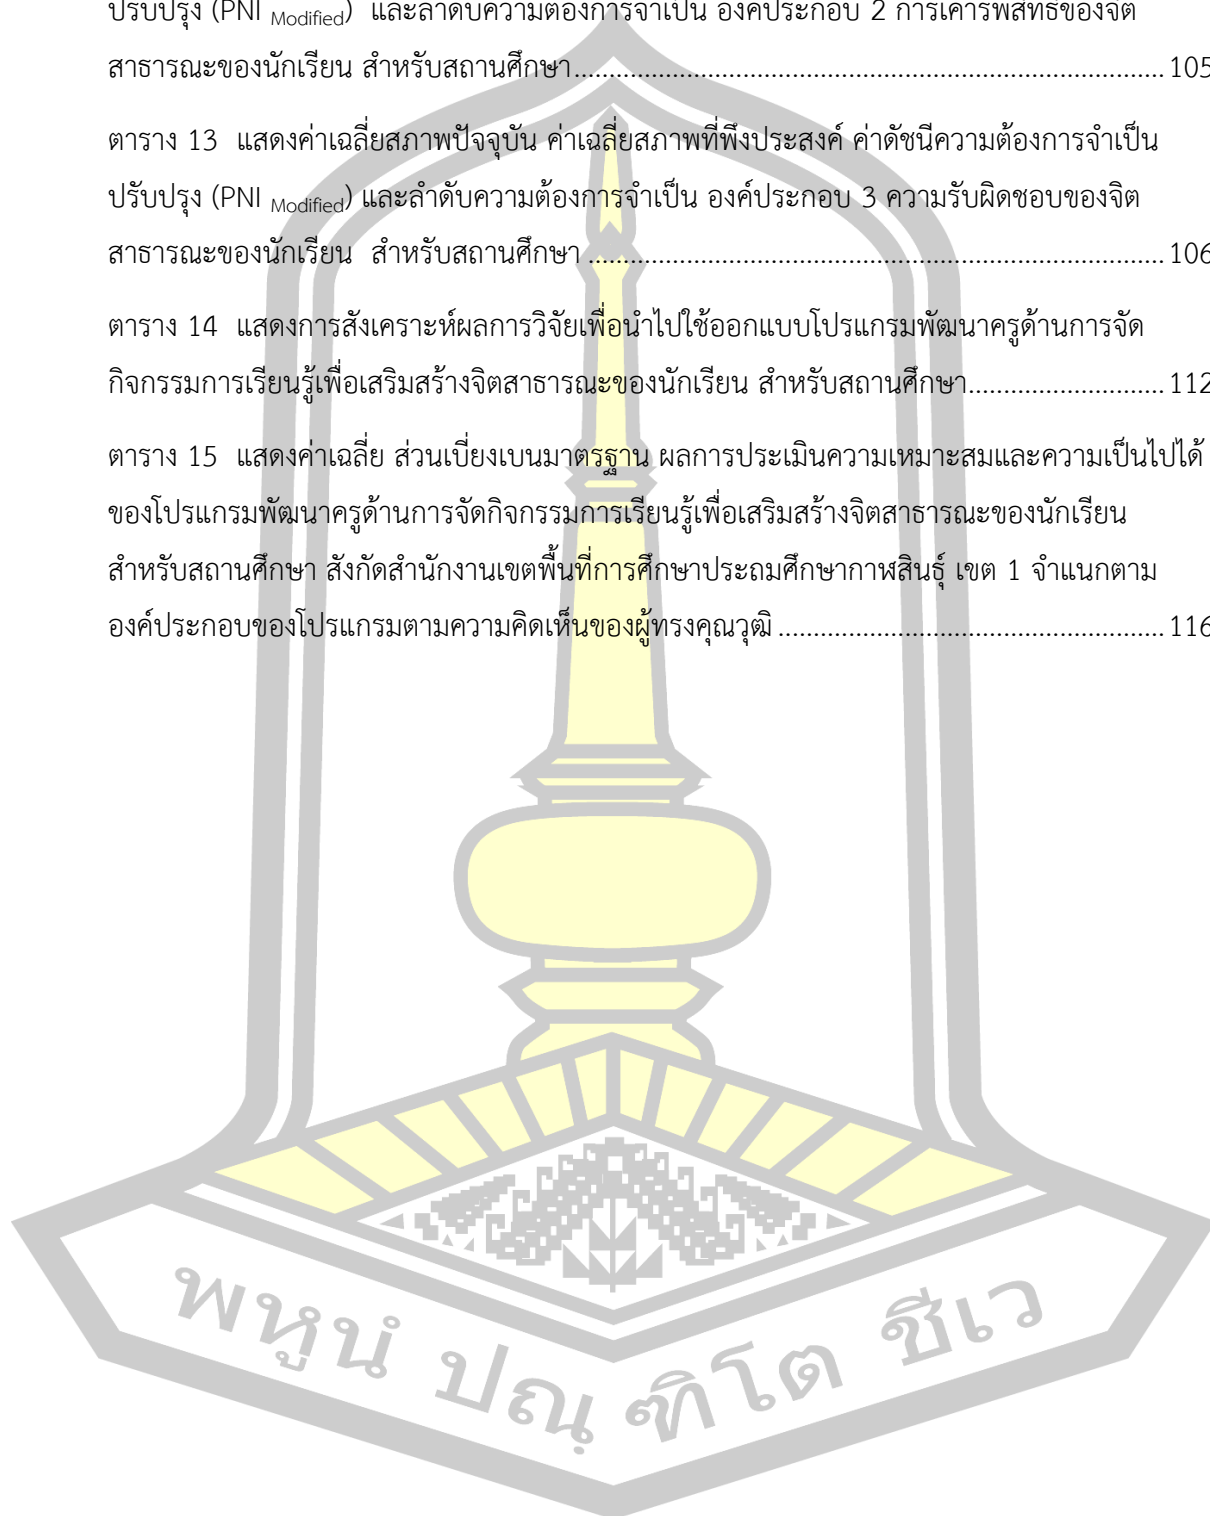 ปรับปรุง (PNI Modified) และลำดับความต้องการจำเป็น องค์ประกอบ 2 การเคารพสิทธิ์ของจิต
สาธารณะของนักเรียน สำหรับสถานศึกษา........................................................................................ 105
ตาราง 13 แสดงค่าเฉลี่ยสภาพปัจจุบัน ค่าเฉลี่ยสภาพที่พึงประสงค์ ค่าดัชนีความต้องการจำเป็น
ปรับปรุง (PNI Modified) และลำดับความต้องการจำเป็น องค์ประกอบ 3 ความรับผิดชอบของจิต
สาธารณะของนักเรียน สำหรับสถานศึกษา ....................................................................................... 106
ตาราง 14 แสดงการสังเคราะห์ผลการวิจัยเพื่อนำไปใช้ออกแบบโปรแกรมพัฒนาครูด้านการจัด
กิจกรรมการเรียนรู้เพื่อเสริมสร้างจิตสาธารณะของนักเรียน สำหรับสถานศึกษา.............................. 112
ตาราง 15 แสดงค่าเฉลี่ย ส่วนเบี่ยงเบนมาตรฐาน ผลการประเมินความเหมาะสมและความเป็นไปได้
ของโปรแกรมพัฒนาครูด้านการจัดกิจกรรมการเรียนรู้เพื่อเสริมสร้างจิตสาธารณะของนักเรียน
สำหรับสถานศึกษา สังกัดสำนักงานเขตพื้นที่การศึกษาประถมศึกษากาฬสินธุ์ เขต 1 จำแนกตาม
องค์ประกอบของโปรแกรมตามความคิดเห็นของผู้ทรงคุณวุฒิ .......................................................... 116
พหูนํ ปณฺฑิโต ชีเว